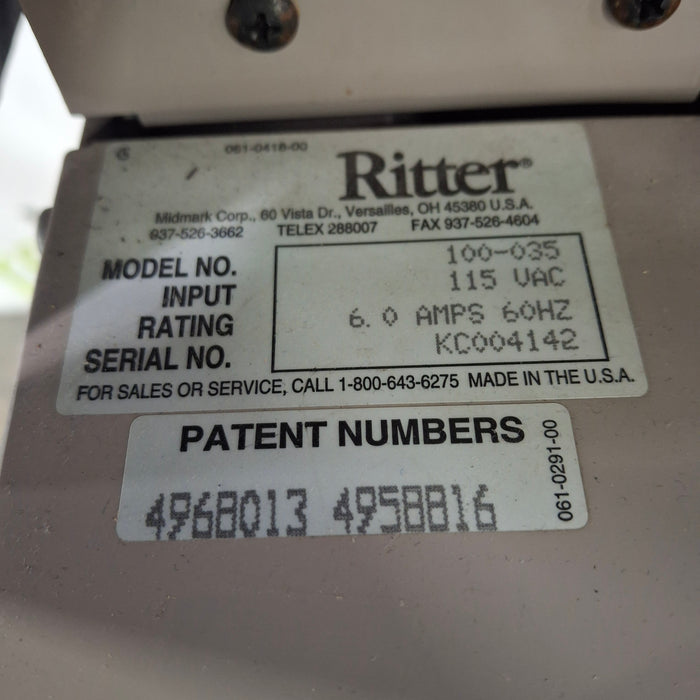 061-0418-00
Ritter®
Midmark Corp., 60 Vista Dr., Versailles, OH 45380 U.S.A.
937-526-3662 TELEX 288007 FAX 937-526-4604
MODEL NO. 100-035
INPUT 115 VAC
RATING 6.0 AMPS 60HZ
SERIAL NO. KC004142
FOR SALES OR SERVICE, CALL 1-800-643-6275 MADE IN THE U.S.A.
PATENT NUMBERS
4968013 4958816
061-0291-00